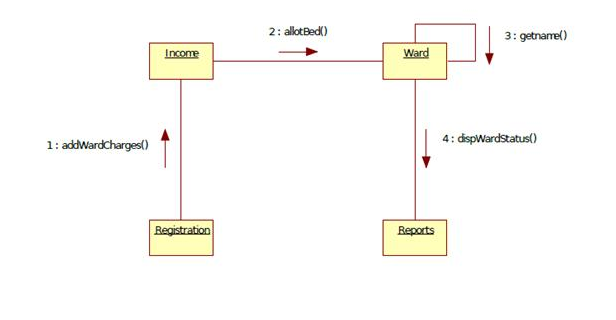 2 : allotBed()
3 : getname()
Income
Ward
1 : addWardCharges()
4 : dispWardStatus()
Registration
Reports